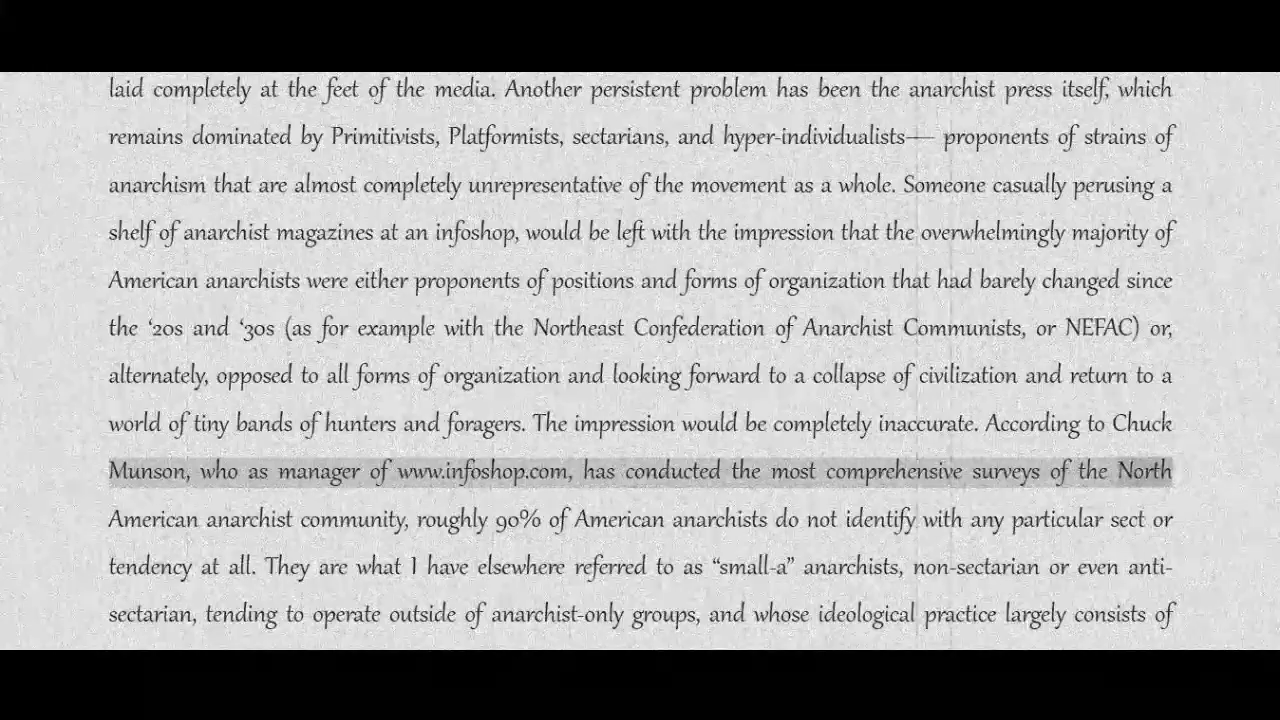 laid completely at the feet of the media. Another persistent problem has been the anarchist press itself, which
remains dominated by Primitivists, Platformists, sectarians, and hyper-individualists— proponents of strains of
anarchism that are almost completely unrepresentative of the movement as a whole. Someone casually perusing a
shelf of anarchist magazines at an infoshop, would be left with the impression that the overwhelmingly majority of
American anarchists were either proponents of positions and forms of organization that had barely changed since
the ‘20s and ‘30s (as for example with the Northeast Confederation of Anarchist Communists, or NEFAC) or,
alternately, opposed to all forms of organization and looking forward to a collapse of civilization and return to a
world of tiny bands of hunters and foragers. The impression would be completely inaccurate. According to Chuck
Munson, who as manager of www.infoshop.com, has conducted the most comprehensive surveys of the North
American anarchist community, roughly 90% of American anarchists do not identify with any particular sect or
tendency at all. They are what I have elsewhere referred to as “small-a” anarchists, non-sectarian or even anti-
sectarian, tending to operate outside of anarchist-only groups, and whose ideological practice largely consists of